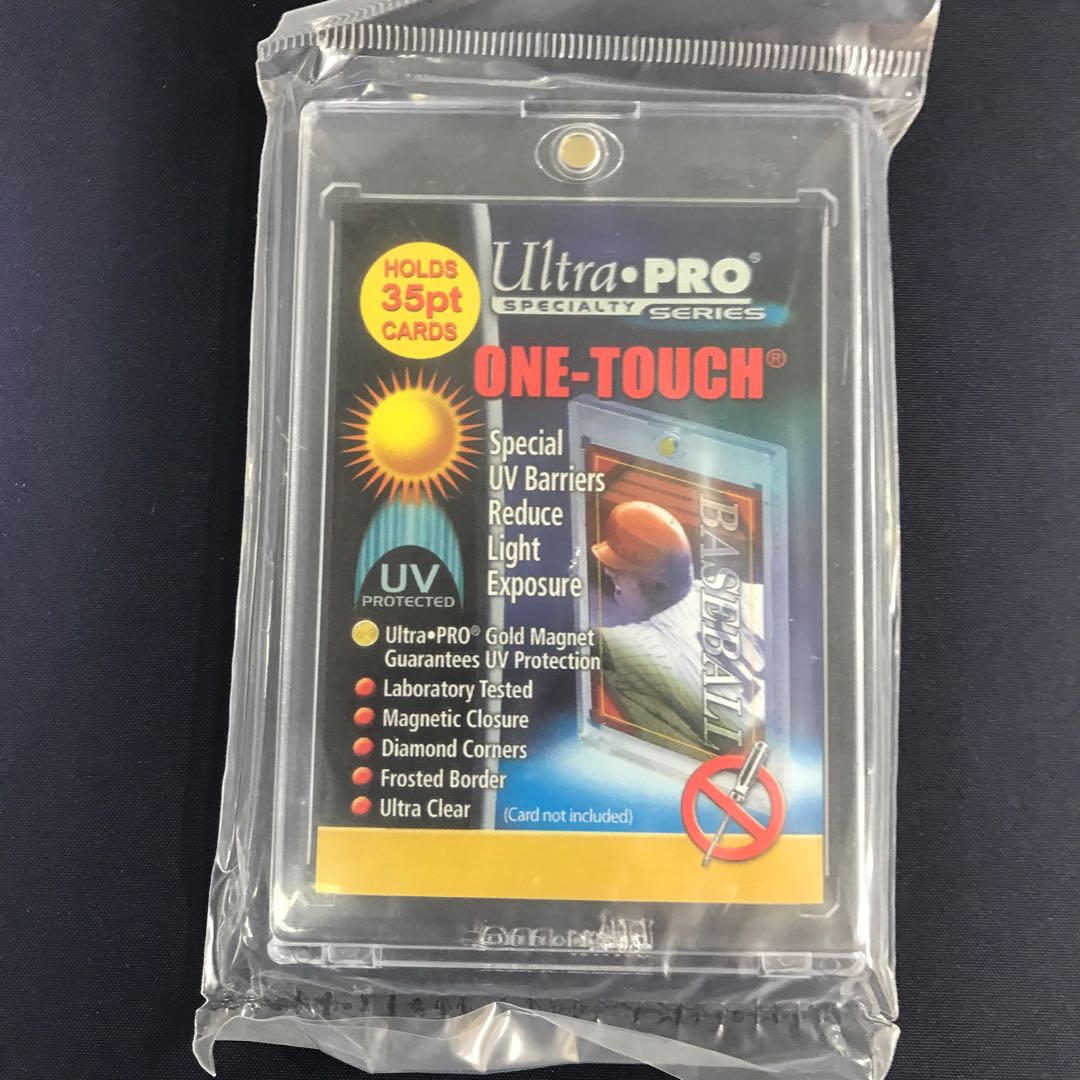 HOLDS
35pt
CARDS
Ultra•PRO®
SPECIALTY SERIES
ONE-TOUCH®
Special
UV Barriers
Reduce
Light
Exposure
BASEBALL
UV
PROTECTED
Ultra•PRO® Gold Magnet
Guarantees UV Protection
Laboratory Tested
Magnetic Closure
Diamond Corners
Frosted Border
Ultra Clear
(Card not included)